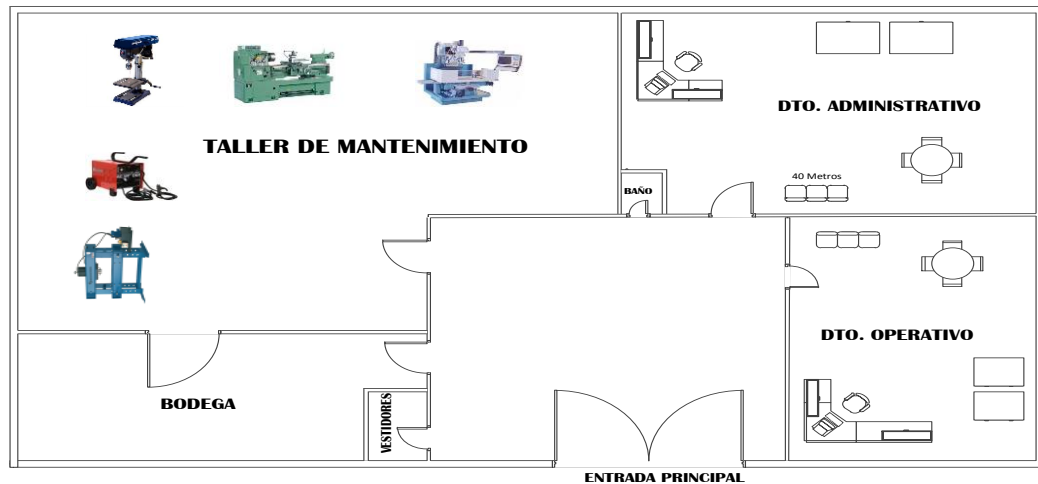 DTO. ADMINISTRATIVO
TALLER DE MANTENIMIENTO
40 Metros
BAÑO
DTO. OPERATIVO
BODEGA
VESTIDORES
ENTRADA PRINCIPAL